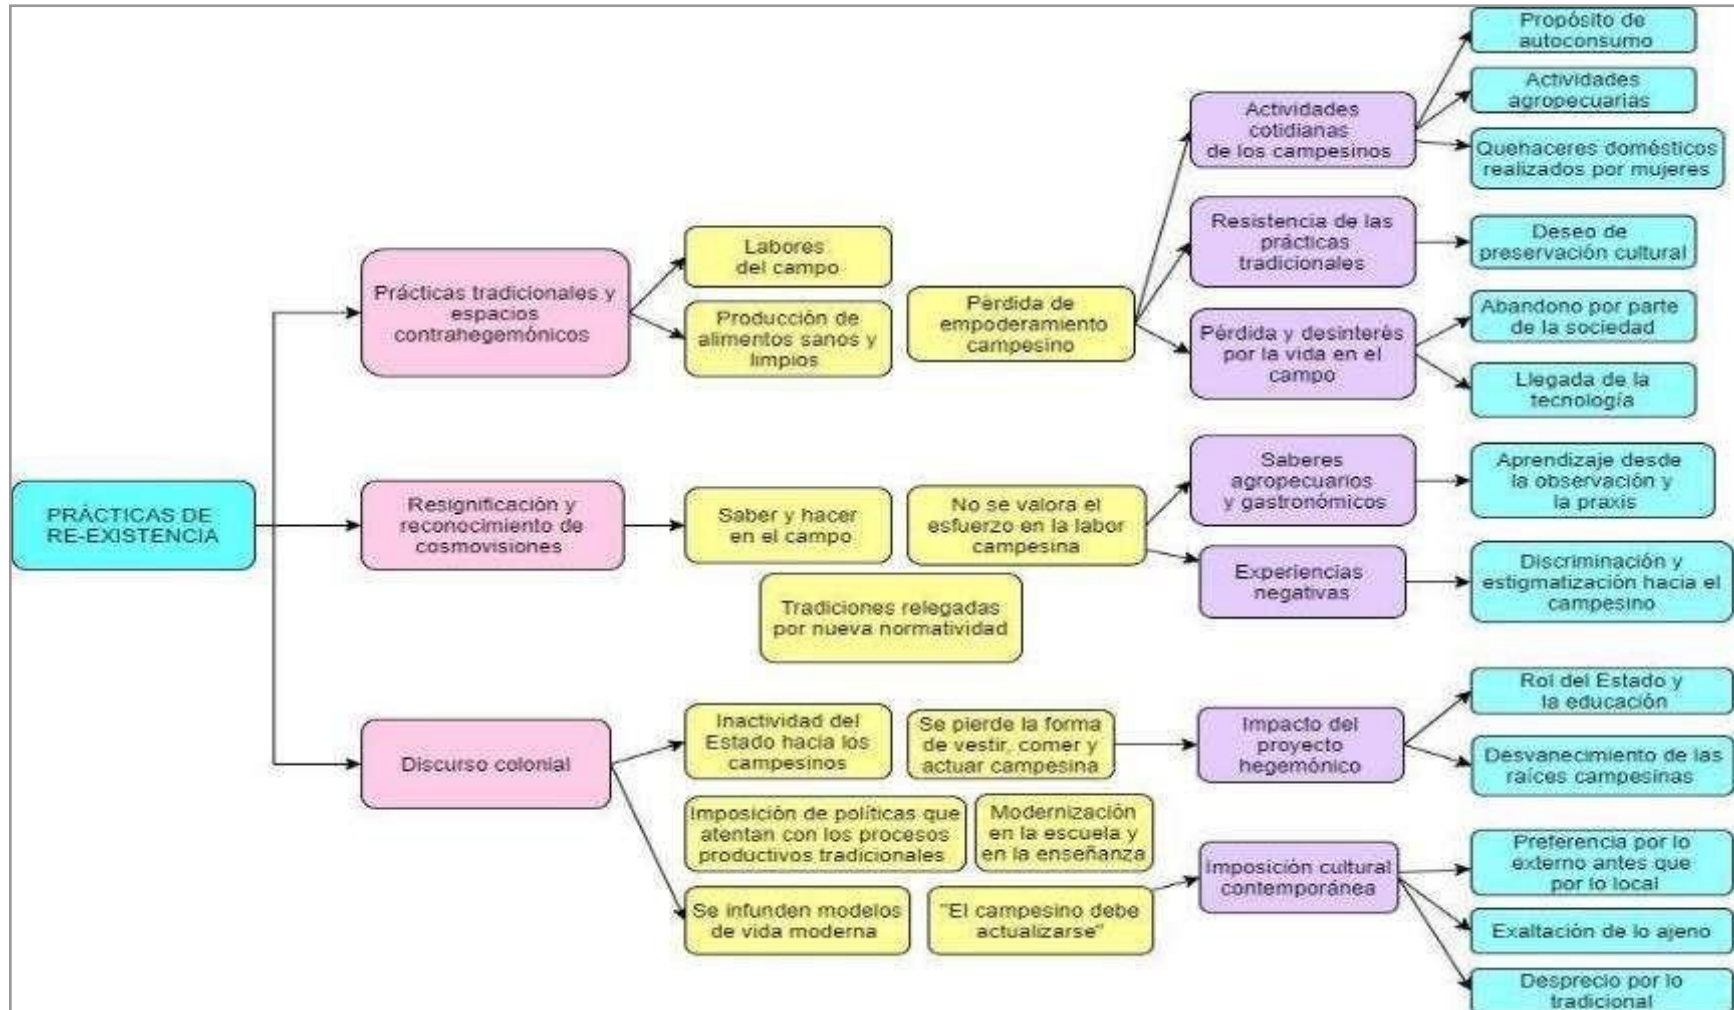 PRÁCTICAS DE
RE-EXISTENCIA
Prácticas tradicionales y
espacios
contrahegemónicos
Labores
del campo
Producción de
alimentos sanos y
limpios
Pérdida de
empoderamiento
campesino
Actividades
cotidianas
de los campesinos
Propósito de
autoconsumo
Actividades
agropecuarias
Quehaceres domésticos
realizados por mujeres
Resistencia de las
prácticas
tradicionales
Deseo de
preservación cultural
Pérdida y desinterés
por la vida en el
campo
Abandono por parte
de la sociedad
Llegada de la
tecnología
Resignificación y
reconocimiento de
cosmovisiones
Saber y hacer
en el campo
No se valora el
esfuerzo en la labor
campesina
Tradiciones relegadas
por nueva normatividad
Saberes
agropecuarios
y gastronómicos
Aprendizaje desde
la observación y
la praxis
Experiencias
negativas
Discriminación y
estigmatización hacia el
campesino
Discurso colonial
Inactividad del
Estado hacia los
campesinos
Se pierde la forma
de vestir, comer y
actuar campesina
Impacto del
proyecto
hegemónico
Rol del Estado y
la educación
Desvanecimiento de las
raíces campesinas
Imposición de políticas que
atentan con los procesos
productivos tradicionales
Modernización
en la escuela y
en la enseñanza
Se infunden modelos
de vida moderna
"El campesino debe
actualizarse"
Imposición cultural
contemporánea
Preferencia por lo
externo antes que
por lo local
Exaltación de lo ajeno
Desprecio por lo
tradicional